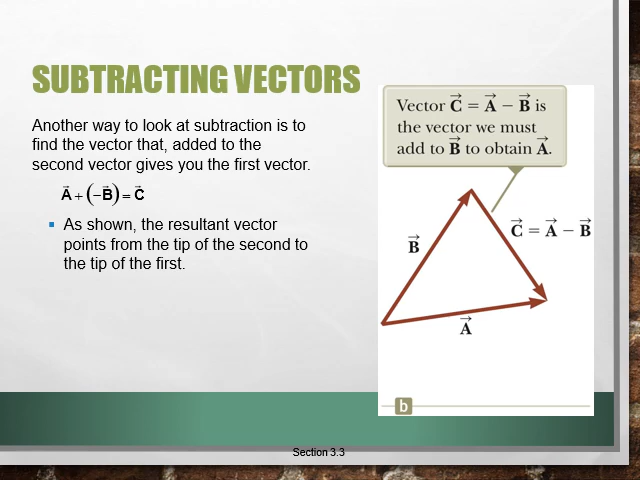 SUBTRACTING VECTORS
Another way to look at subtraction is to
find the vector that, added to the
second vector gives you the first vector.
A⃗ + (−B⃗) = C⃗
▪ As shown, the resultant vector
points from the tip of the second to
the tip of the first.
Vector C⃗ = A⃗ − B⃗ is
the vector we must
add to B⃗ to obtain A⃗.
C⃗ = A⃗ − B⃗
B⃗
A⃗
b
Section 3.3